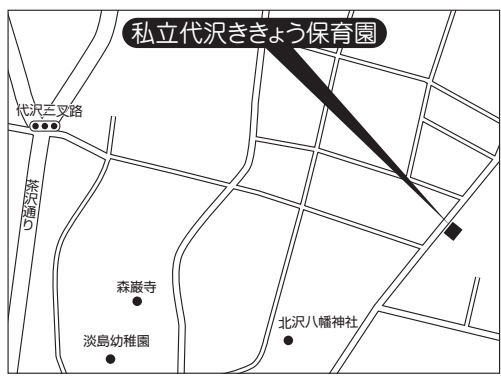 私立代沢ききょう保育園
代沢三叉路
茶沢通り
森巌寺
北沢八幡神社
淡島幼稚園